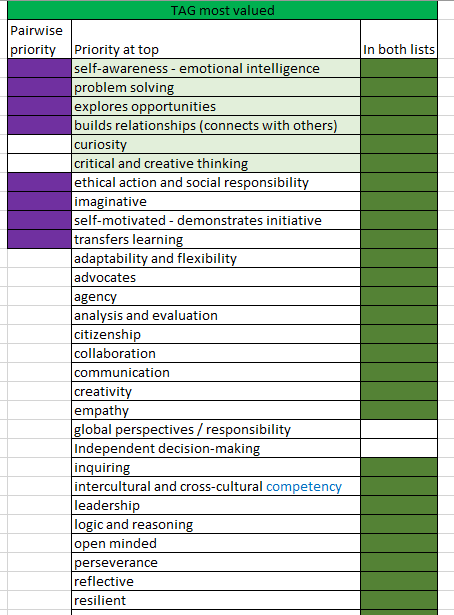 TAG most valued
Pairwise
priority Priority at top In both lists
self-awareness - emotional intelligence
problem solving
explores opportunities
builds relationships (connects with others)
curiosity
critical and creative thinking
ethical action and social responsibility
imaginative
self-motivated - demonstrates initiative
transfers learning
adaptability and flexibility
advocates
agency
analysis and evaluation
citizenship
collaboration
communication
creativity
empathy
global perspectives / responsibility
Independent decision-making
inquiring
intercultural and cross-cultural competency
leadership
logic and reasoning
open minded
perseverance
reflective
resilient